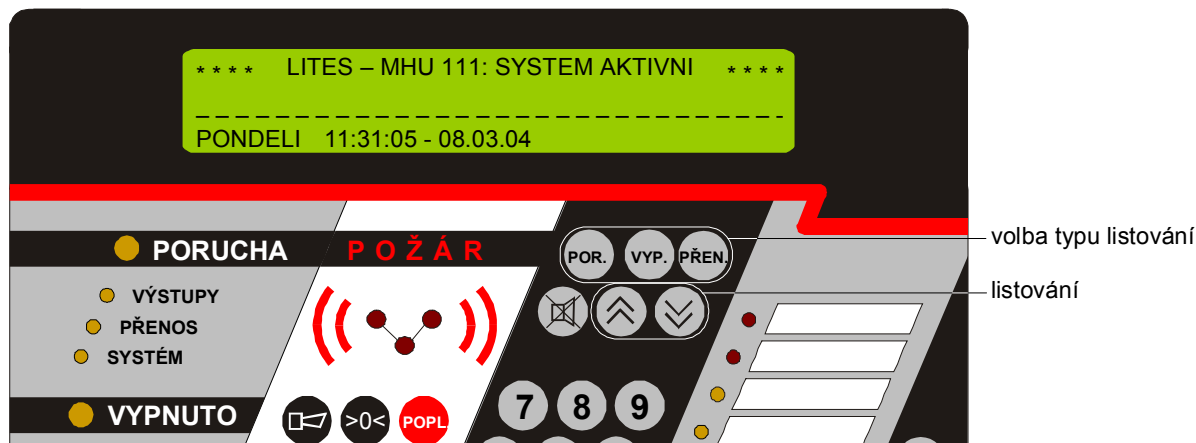 **** LITES – MHU 111: SYSTEM AKTIVNI ****
PONDELI 11:31:05 - 08.03.04
PORUCHA
POŽÁR
POR. VYP. PŘEN.
volba typu listování
VÝSTUPY
listování
PŘENOS
SYSTÉM
VYPNUTO
>0< POPL
7 8 9